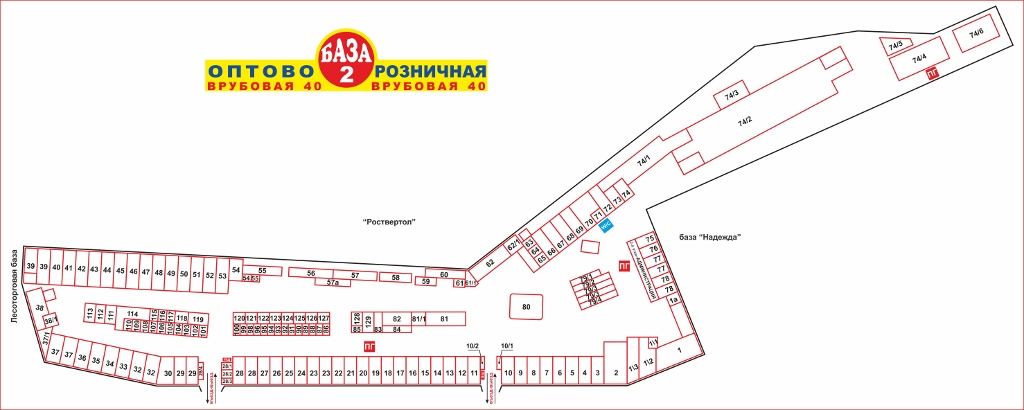 БАЗА
2
ОПТОВО РОЗНИЧНАЯ
ВРУБОВАЯ 40 ВРУБОВАЯ 40
74/6
74/5
74/4
ПГ
74/3
74/2
74/1
"Роствертол"
база "Надежда"
Лесоторговая база
62/1 63 64 65 66 67 68 69 70 71 72 73 74
62
39 39 40 41 42 43 44 45 46 47 48 49 50 51 52 53 54
55 56 57 58 60
54 55 57а 59 61
75
76
77
77
78
78
1а
ПГ
80
38
38/1
37/1
113 112 111 114 115 116 117 118 119
110 109 108 107 106 105 104 103 102 101
120 122 123 124 125 126 127
100 99 98 96 95 94 93 92 91 90 89 88 87 86
128 129 82 81/1 81
85 83 84
ПГ
10/2 10/1
37 37 36 35 34 33 32 32 30 29 29
28 28 27 26 25 24 23 22 21 20 19 18 17 16 15 14 13 12 11
10 9 8 7 6 5 4 3 2 1\3 1\2 1\1 1